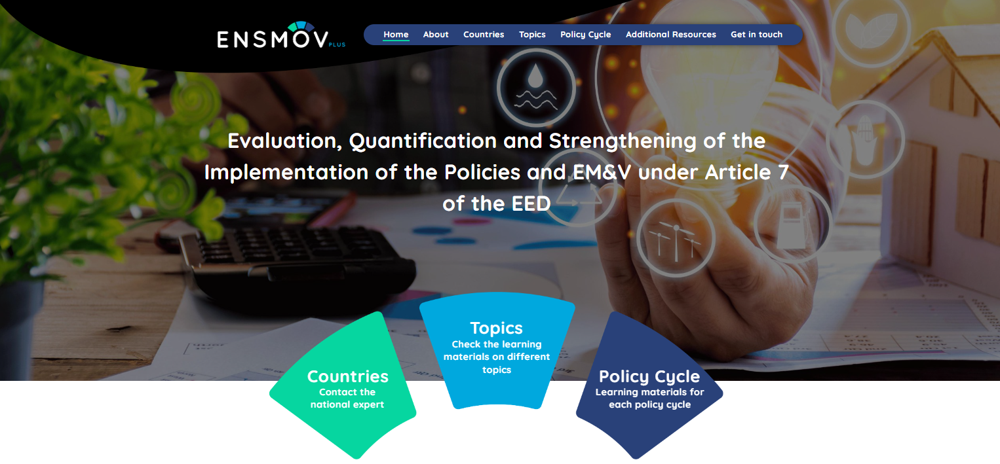 ENSMOV PLUS
Home About Countries Topics Policy Cycle Additional Resources Get in touch
Evaluation, Quantification and Strengthening of the
Implementation of the Policies and EM&V under Article 7
of the EED
Topics
Check the learning
materials on different
topics
Countries
Contact the
national expert
Policy Cycle
Learning materials for
each policy cycle